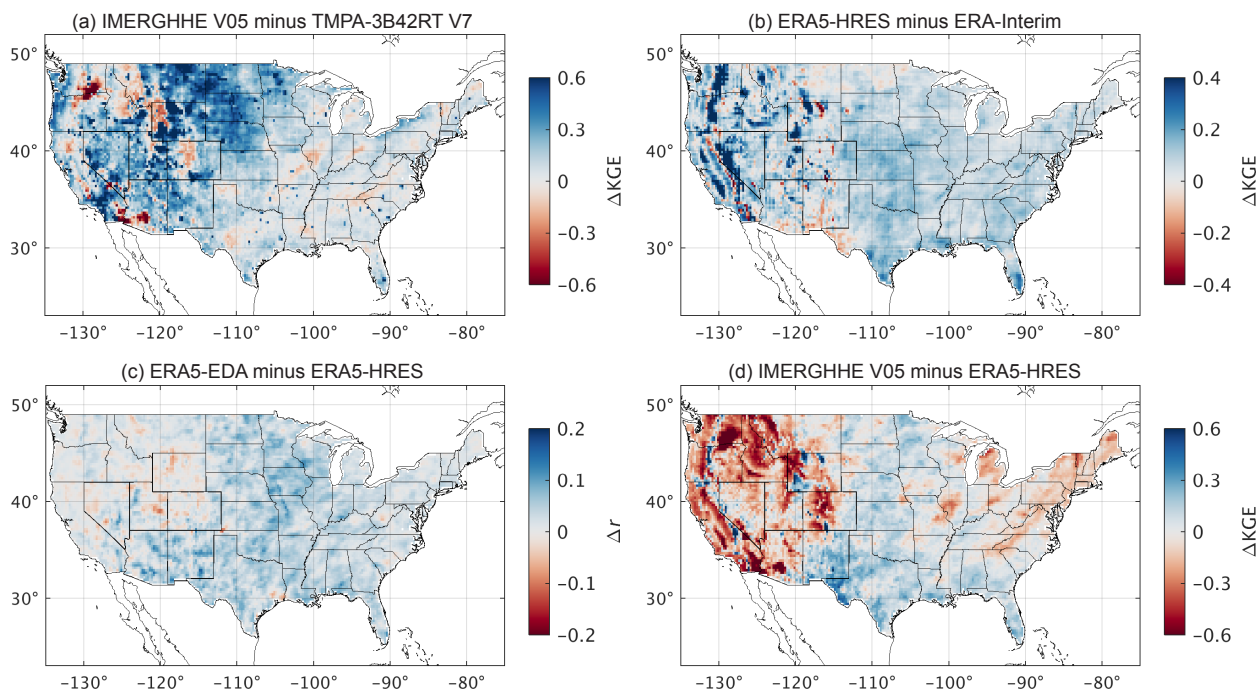 (a) IMERGHHE V05 minus TMPA-3B42RT V7
50°
40°
30°
−130° −120° −110° −100° −90° −80°
0.6
0.3
0
−0.3
−0.6
ΔKGE
(b) ERA5-HRES minus ERA-Interim
50°
40°
30°
−130° −120° −110° −100° −90° −80°
0.4
0.2
0
−0.2
−0.4
ΔKGE
(c) ERA5-EDA minus ERA5-HRES
50°
40°
30°
−130° −120° −110° −100° −90° −80°
0.2
0.1
0
−0.1
−0.2
Δr
(d) IMERGHHE V05 minus ERA5-HRES
50°
40°
30°
−130° −120° −110° −100° −90° −80°
0.6
0.3
0
−0.3
−0.6
ΔKGE